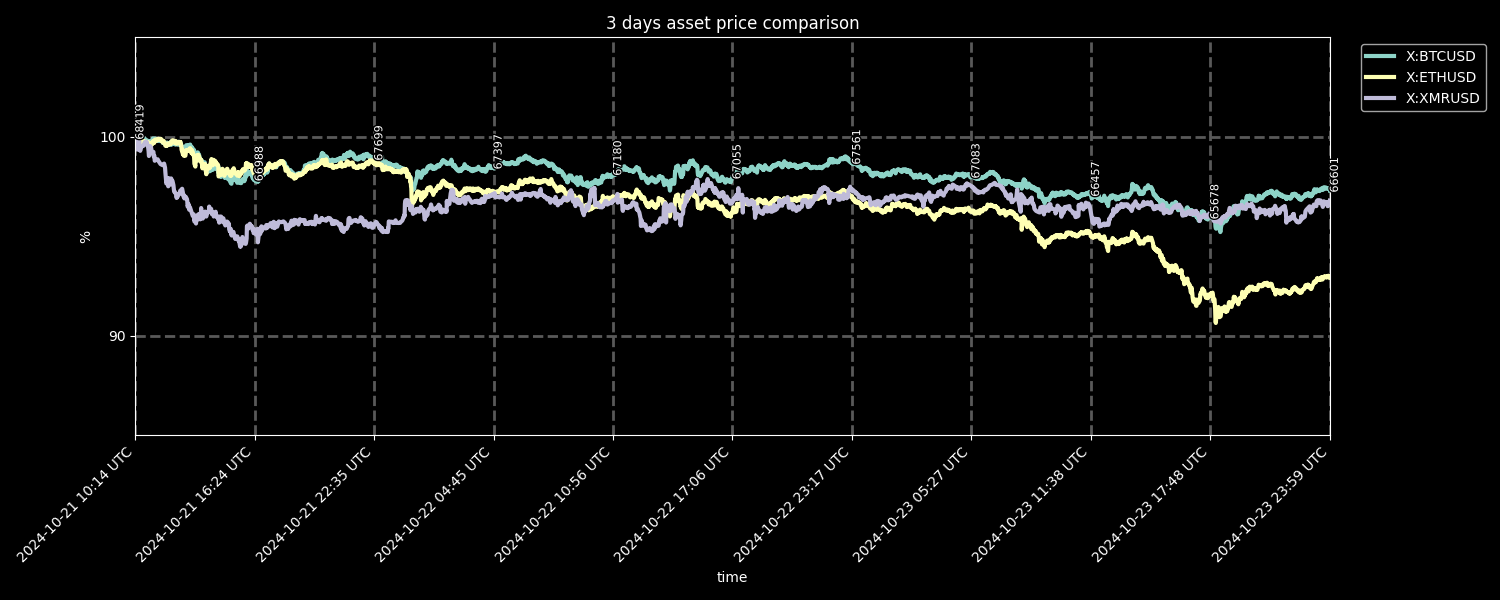 3 days asset price comparison
X:BTCUSD
X:ETHUSD
X:XMRUSD
100
90
%
68419
66988
67699
67397
67180
67055
67561
67083
66457
65678
66601
2024-10-21 10:14 UTC
2024-10-21 16:24 UTC
2024-10-21 22:35 UTC
2024-10-22 04:45 UTC
2024-10-22 10:56 UTC
2024-10-22 17:06 UTC
2024-10-22 23:17 UTC
2024-10-23 05:27 UTC
2024-10-23 11:38 UTC
2024-10-23 17:48 UTC
2024-10-23 23:59 UTC
time